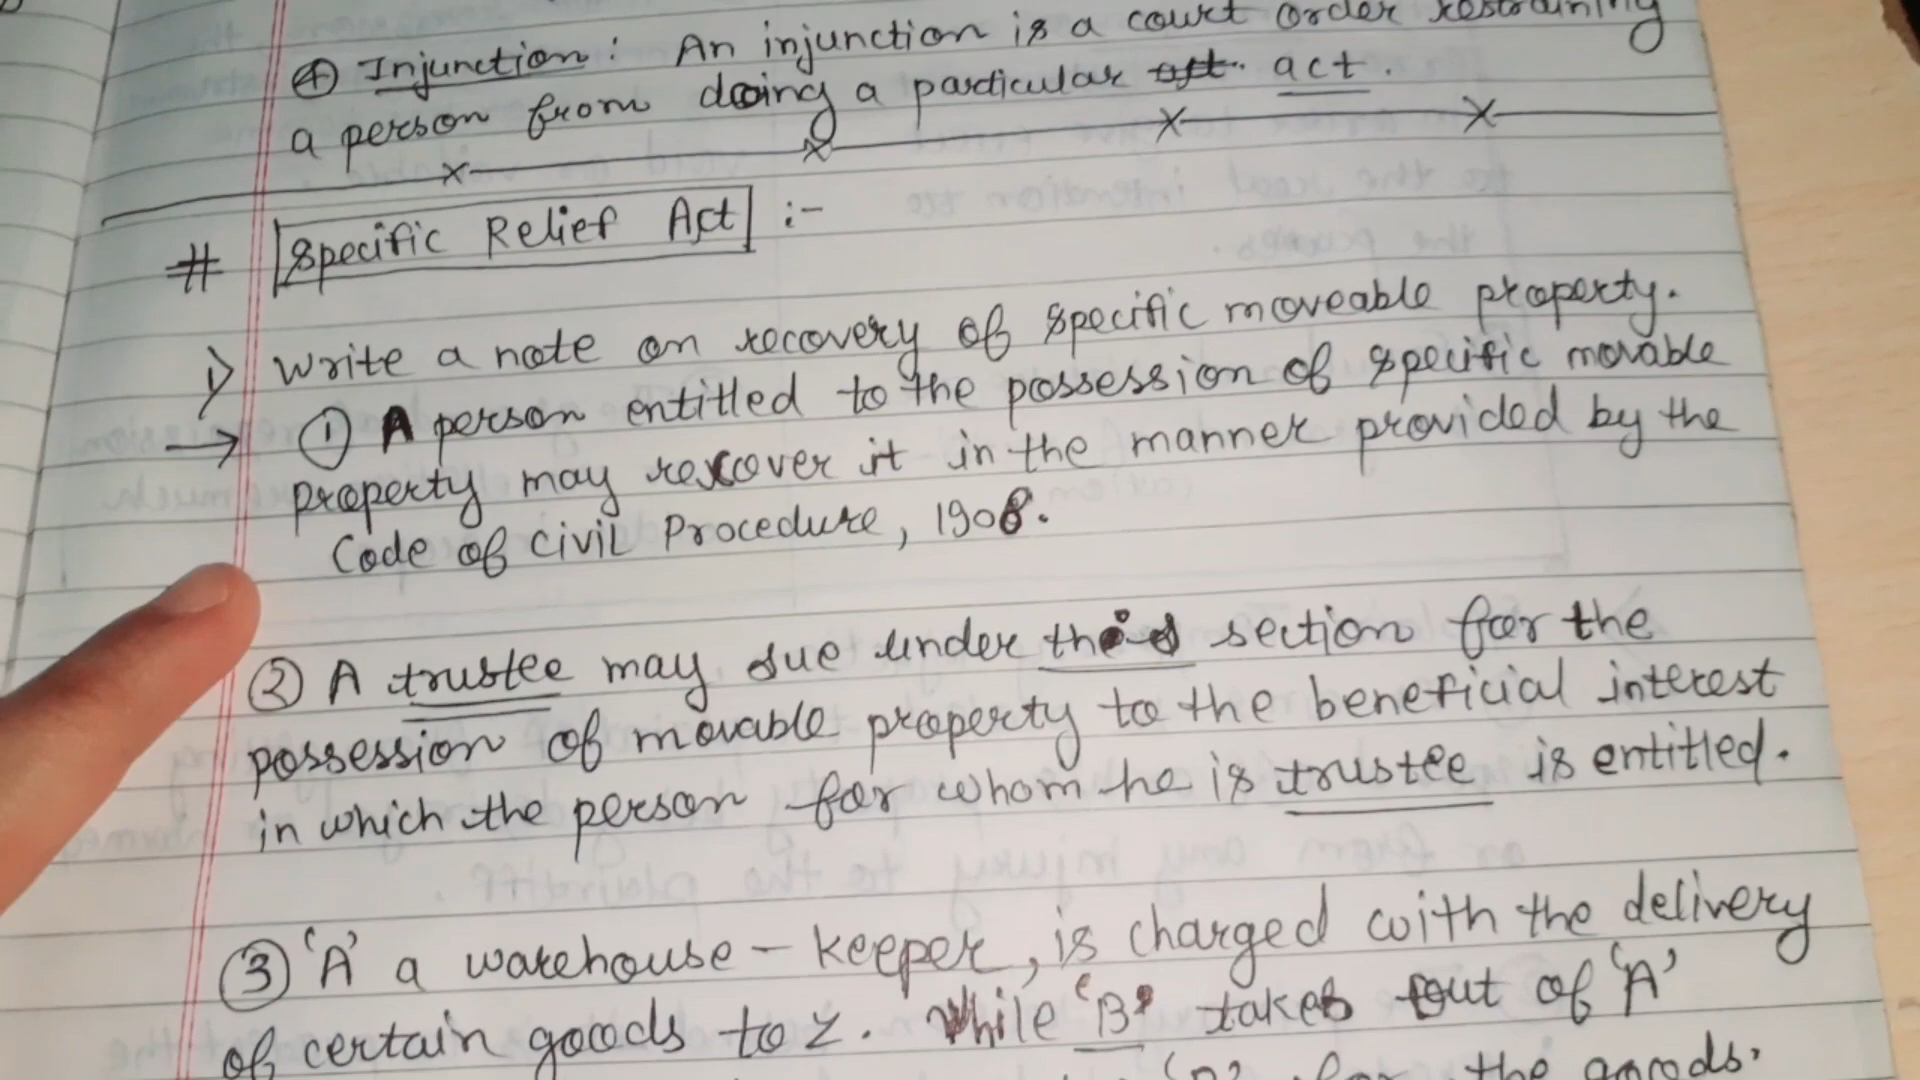 ④ Injunction: An injunction is a court order restraining
a person from doing a particular act.
# Specific Relief Act :-
1) Write a note on recovery of specific moveable property.
→ ① A person entitled to the possession of specific movable
property may recover it in the manner provided by the
Code of Civil Procedure, 1908.
② A trustee may sue under this section for the
possession of movable property to the beneficial interest
in which the person for whom he is trustee is entitled.
③ 'A' a warehouse - keeper, is charged with the delivery
of certain goods to Z. While 'B' takes out of 'A'
for the goods.